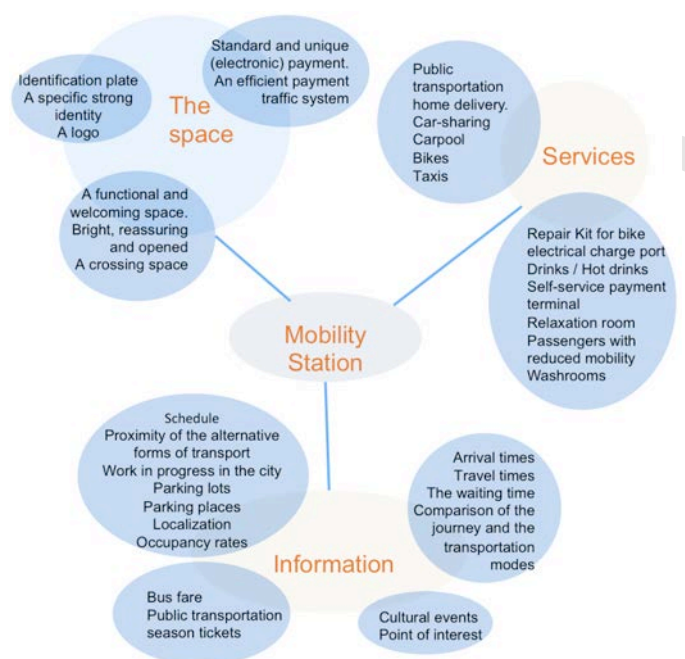 Standard and unique
(electronic) payment.
An efficient payment
traffic system
Identification plate
A specific strong
identity
A logo
The
space
A functional and
welcoming space.
Bright, reassuring
and opened
A crossing space
Public
transportation
home delivery.
Car-sharing
Carpool
Bikes
Taxis
Services
Repair Kit for bike
electrical charge port
Drinks / Hot drinks
Self-service payment
terminal
Relaxation room
Passengers with
reduced mobility
Washrooms
Mobility
Station
Schedule
Proximity of the alternative
forms of transport
Work in progress in the city
Parking lots
Parking places
Localization
Occupancy rates
Arrival times
Travel times
The waiting time
Comparison of the
journey and the
transportation
modes
Information
Bus fare
Public transportation
season tickets
Cultural events
Point of interest